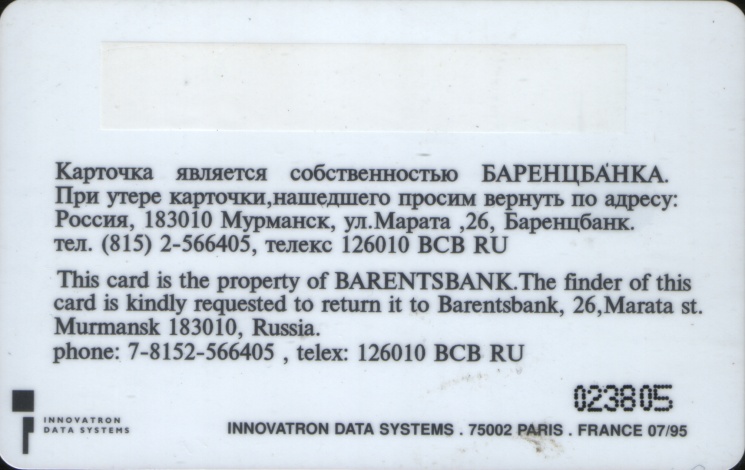 Карточка является собственностью БАРЕНЦБАНКА.
При утере карточки,нашедшего просим вернуть по адресу:
Россия, 183010 Мурманск, ул.Марата ,26, Баренцбанк.
тел. (815) 2-566405, телекс 126010 BCB RU
This card is the property of BARENTSBANK.The finder of this
card is kindly requested to return it to Barentsbank, 26,Marata st.
Murmansk 183010, Russia.
phone: 7-8152-566405 , telex: 126010 BCB RU
023805
INNOVATRON
DATA SYSTEMS
INNOVATRON DATA SYSTEMS . 75002 PARIS . FRANCE 07/95